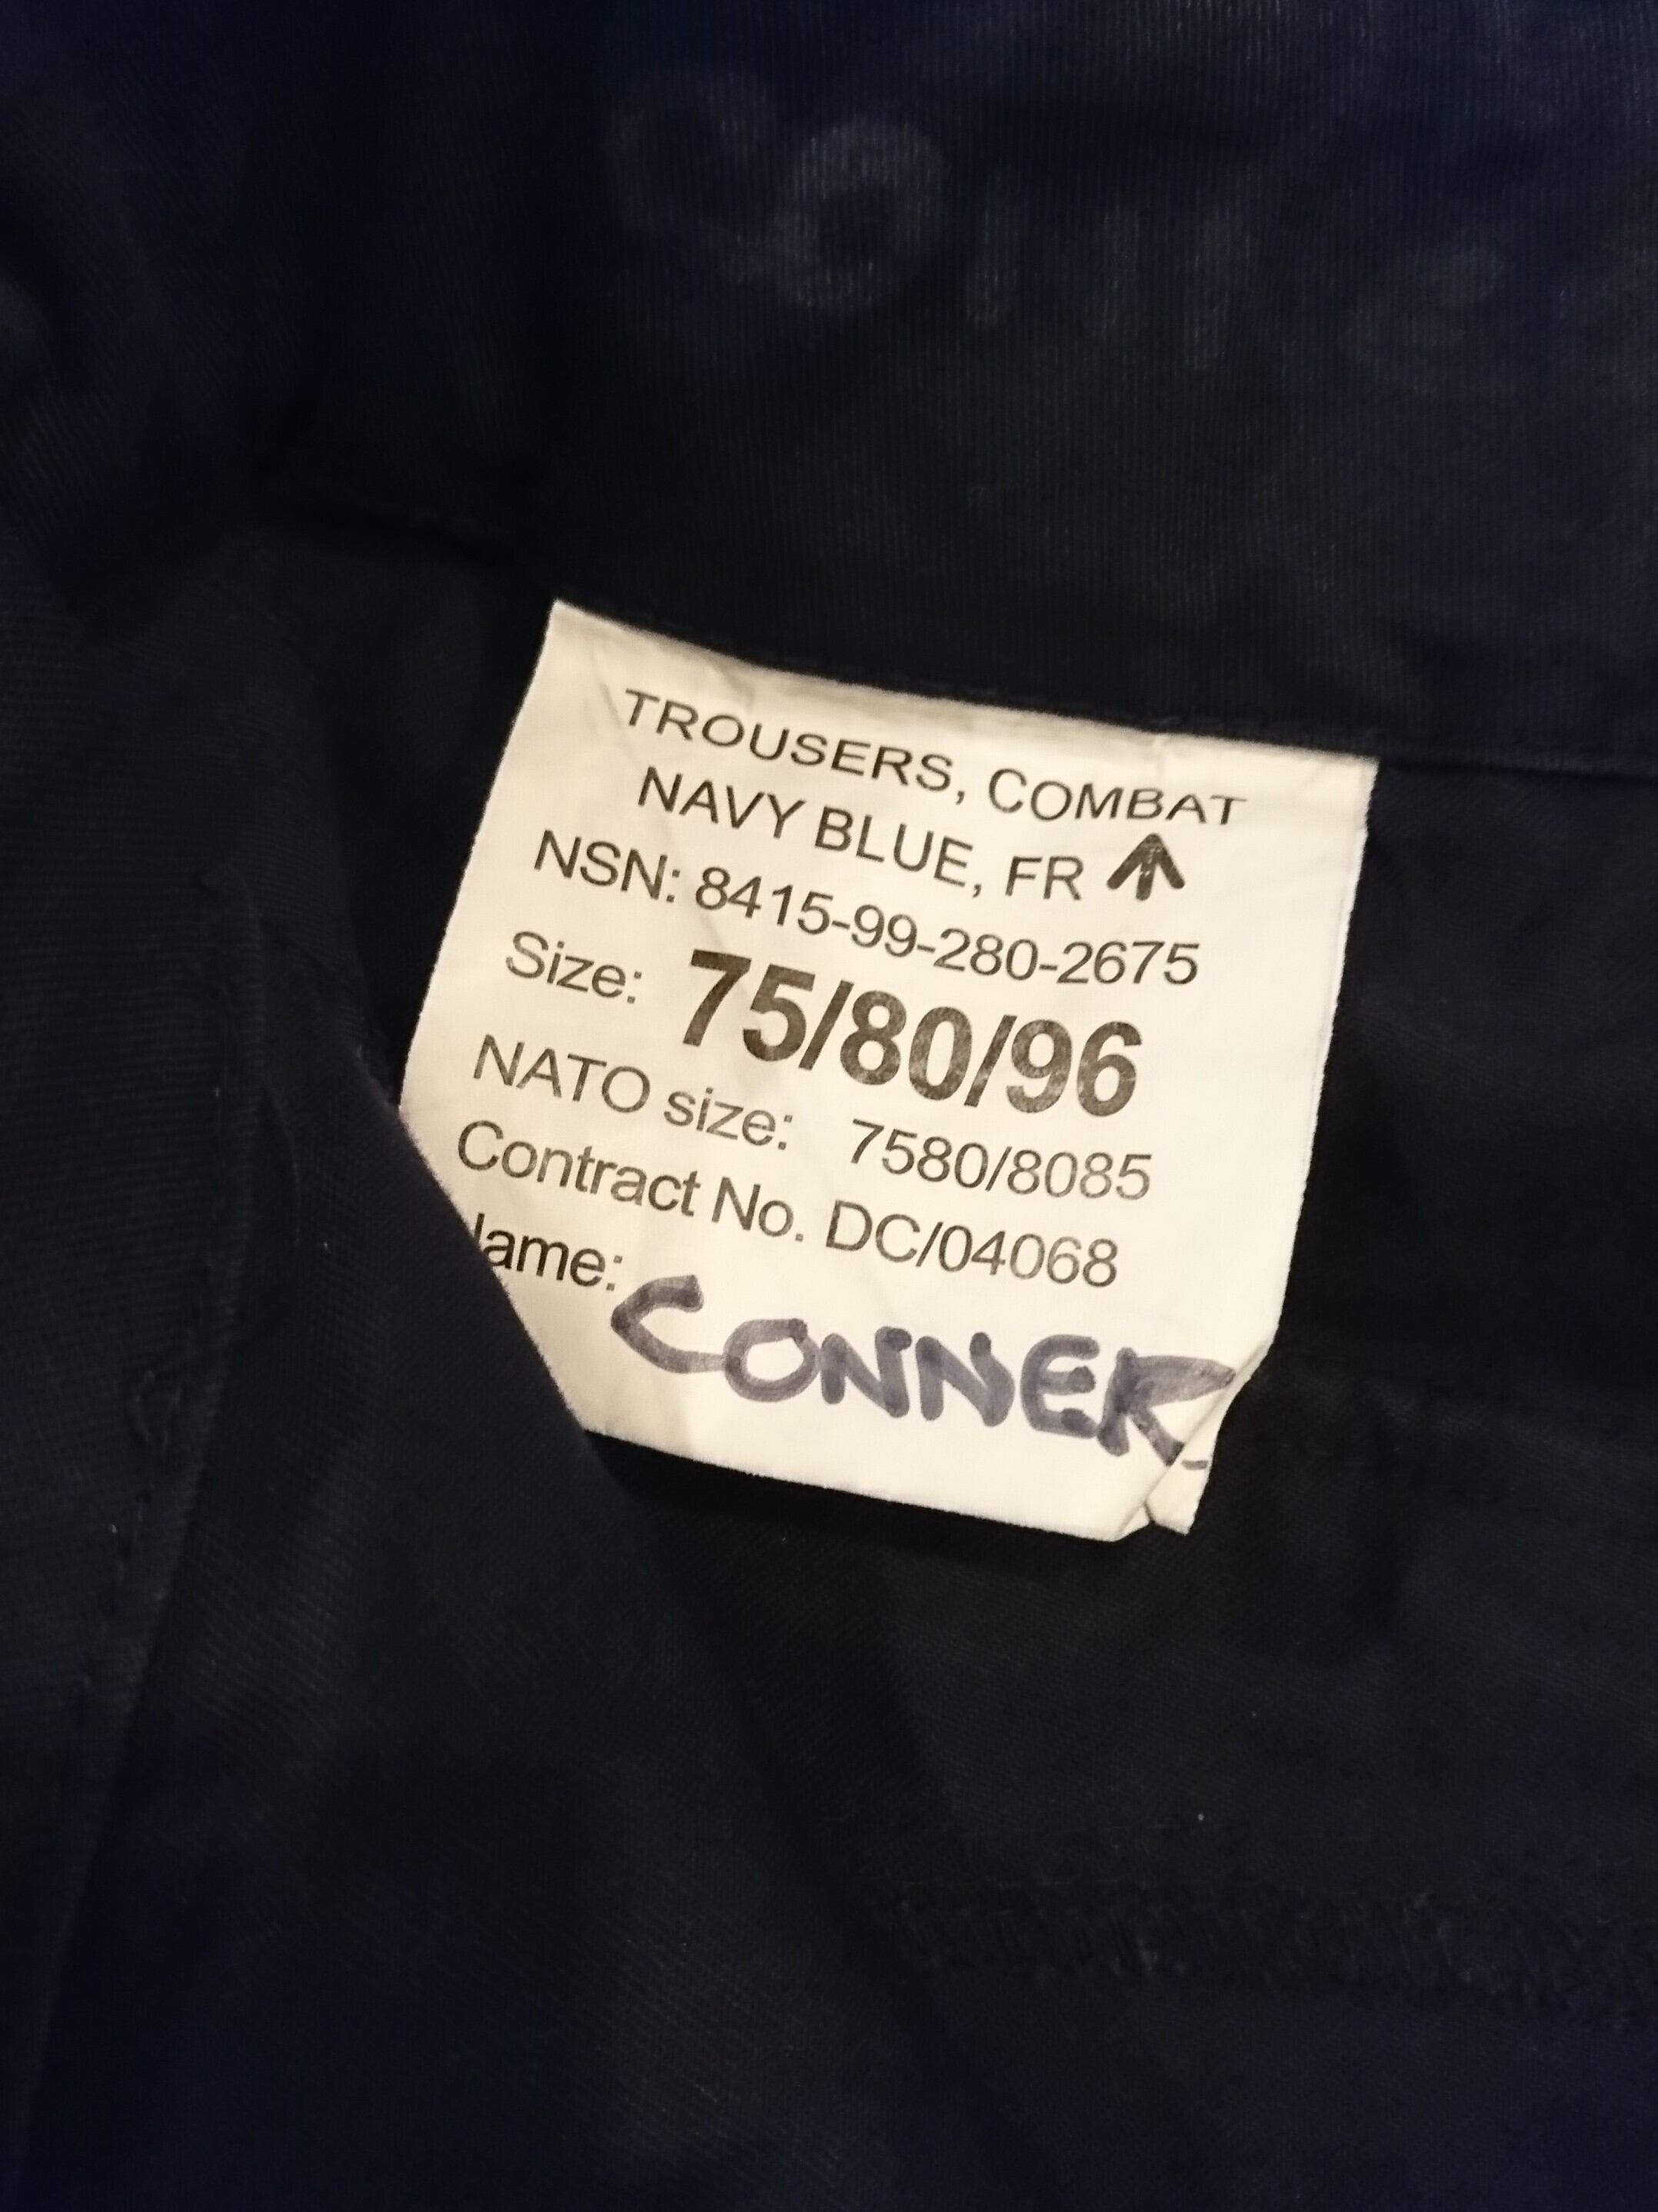 TROUSERS, COMBAT
NAVY BLUE, FR
NSN: 8415-99-280-2675
Size: 75/80/96
NATO size: 7580/8085
Contract No. DC/04068
ame:
CONNER